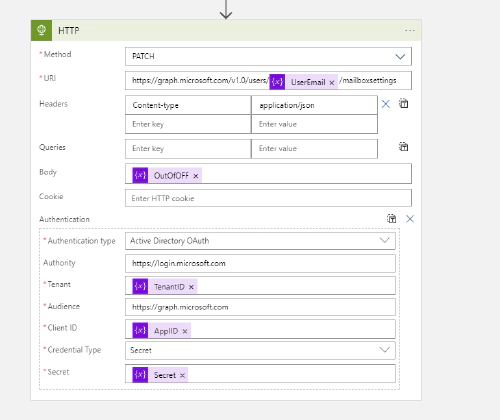 HTTP ...
* Method PATCH
* URI https://graph.microsoft.com/v1.0/users/ {x} UserEmail × /mailboxsettings
Headers Content-type application/json
Enter key Enter value
Queries Enter key Enter value
Body {x} OutOfOFF ×
Cookie Enter HTTP cookie
Authentication
* Authentication type Active Directory OAuth
Authority https://login.microsoft.com
* Tenant {x} TenantID ×
* Audience https://graph.microsoft.com
* Client ID {x} AppIID ×
* Credential Type Secret
* Secret {x} Secret ×